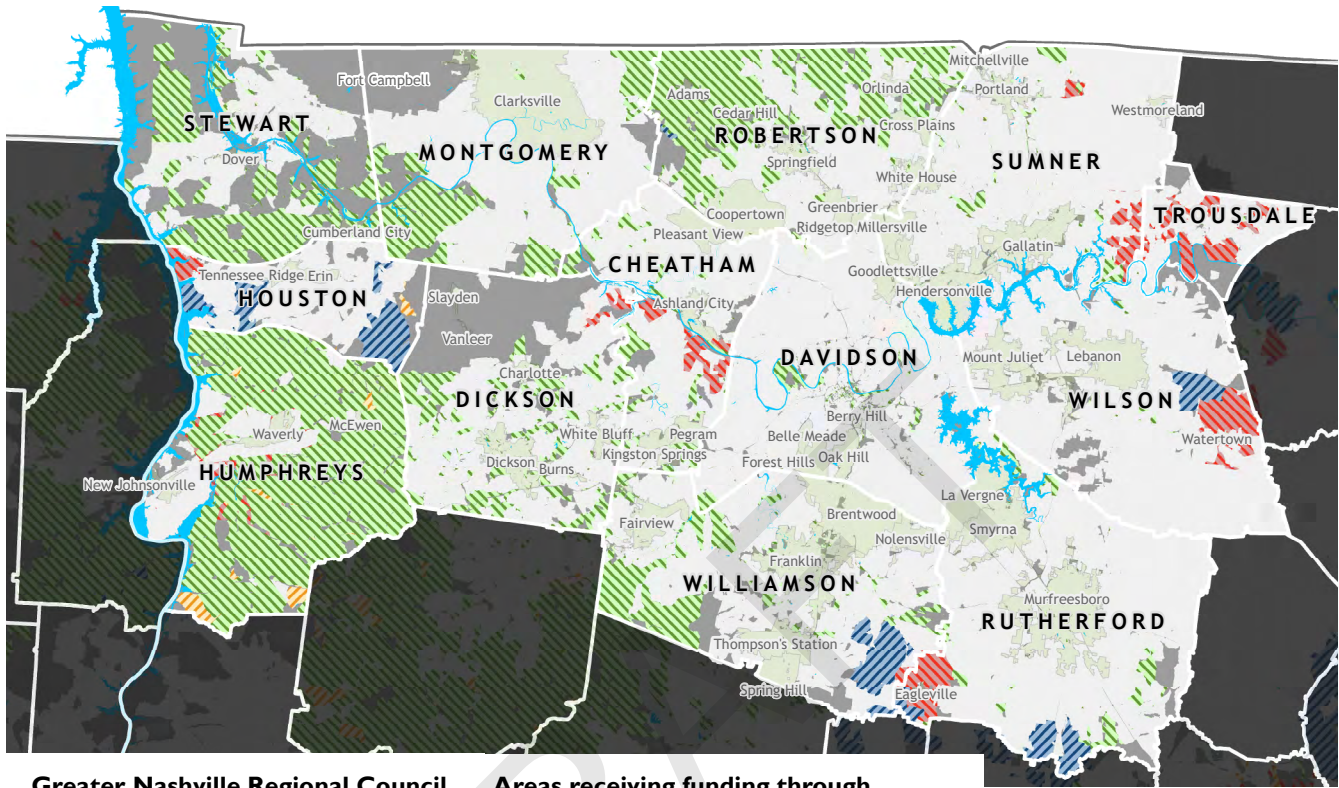 Fort Campbell
Clarksville
STEWART
Dover
MONTGOMERY
Cumberland City
Adams
Cedar Hill
Orlinda
Cross Plains
ROBERTSON
Springfield
White House
Mitchellville
Portland
Westmoreland
SUMNER
Coopertown
Greenbrier
Pleasant View
Ridgetop Millersville
TROUSDALE
Gallatin
Goodlettsville
Hendersonville
CHEATHAM
Ashland City
Tennessee Ridge Erin
HOUSTON
Slayden
Vanleer
Charlotte
DICKSON
DAVIDSON
Mount Juliet
Lebanon
WILSON
Watertown
Waverly
McEwen
HUMPHREYS
New Johnsonville
White Bluff
Pegram
Kingston Springs
Dickson
Burns
Berry Hill
Belle Meade
Forest Hills
Oak Hill
La Vergne
Smyrna
Fairview
Brentwood
Nolensville
Franklin
WILLIAMSON
Murfreesboro
RUTHERFORD
Thompson's Station
Spring Hill
Eagleville
Greater Nashville Regional Council
Areas receiving funding through